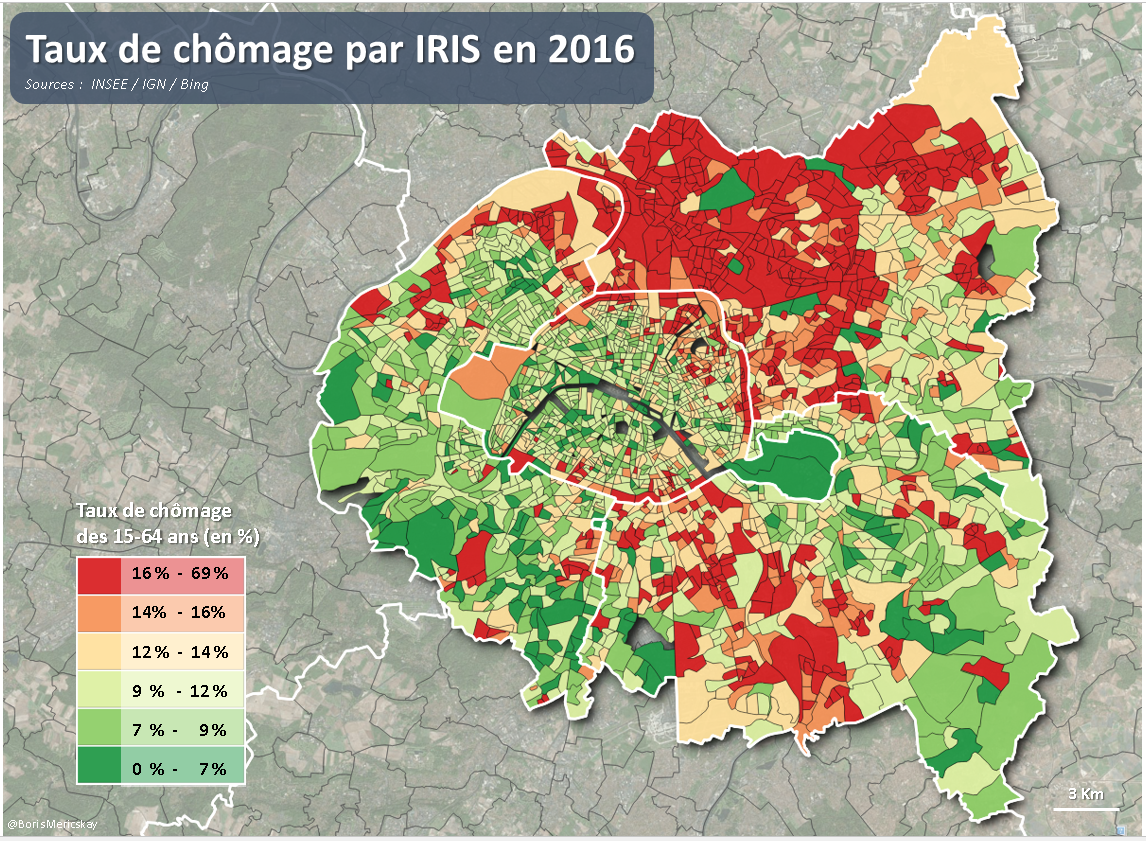 Taux de chômage par IRIS en 2016
Sources : INSEE / IGN / Bing
Taux de chômage
des 15-64 ans (en %)
16% - 69%
14% - 16%
12% - 14%
9 % - 12%
7 % - 9%
0 % - 7%
3 Km
@BorisMericskay